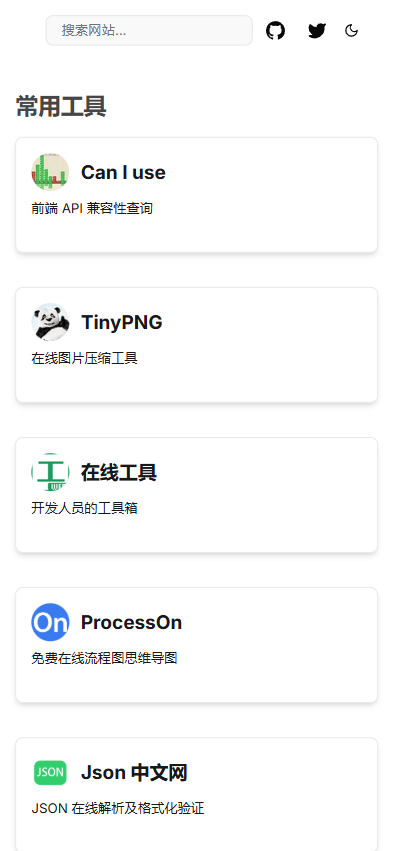 搜索网站...
常用工具
Can I use
前端 API 兼容性查询
TinyPNG
在线图片压缩工具
工
在线工具
开发人员的工具箱
On
ProcessOn
免费在线流程图思维导图
JSON
Json 中文网
JSON 在线解析及格式化验证